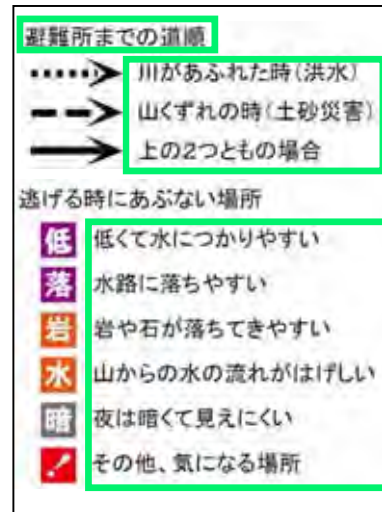 避難所までの道順
川があふれた時（洪水）
山くずれの時（土砂災害）
上の2つともの場合
逃げる時にあぶない場所
低 低くて水につかりやすい
落 水路に落ちやすい
岩 岩や石が落ちてきやすい
水 山からの水の流れがはげしい
暗 夜は暗くて見えにくい
! その他、気になる場所